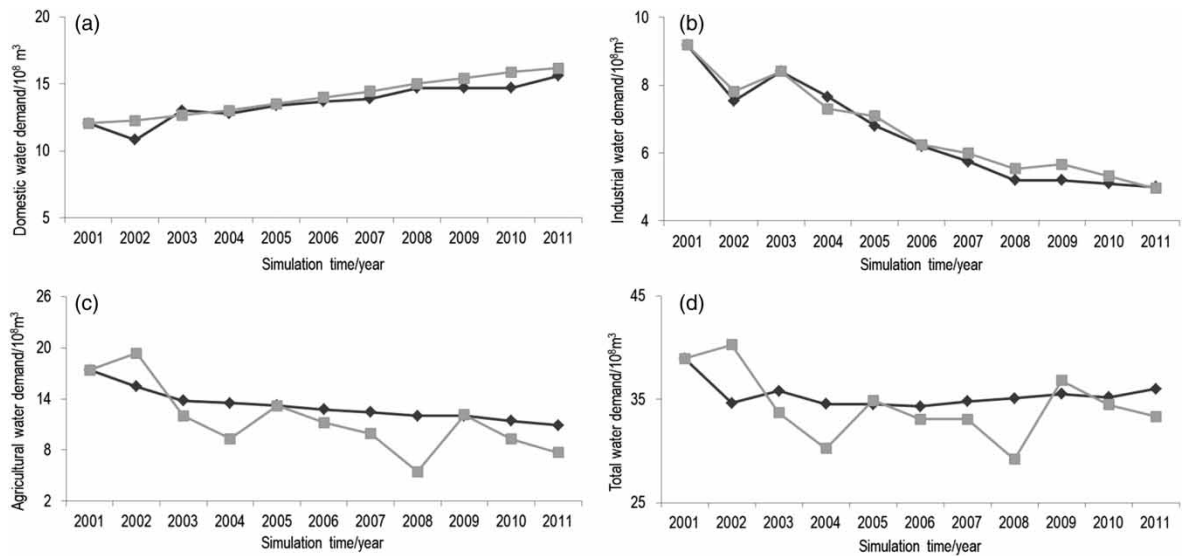 (a)
Domestic water demand/10⁸ m³
20
15
10
5
2001 2002 2003 2004 2005 2006 2007 2008 2009 2010 2011
Simulation time/year
(b)
Industrial water demand/10⁸m³
10
8
6
4
2001 2002 2003 2004 2005 2006 2007 2008 2009 2010 2011
Simulation time/year
(c)
Agricultural water demand/10⁸m³
26
20
14
8
2
2001 2002 2003 2004 2005 2006 2007 2008 2009 2010 2011
Simulation time/year
(d)
Total water demand/10⁸m³
45
35
25
2001 2002 2003 2004 2005 2006 2007 2008 2009 2010 2011
Simulation time/year